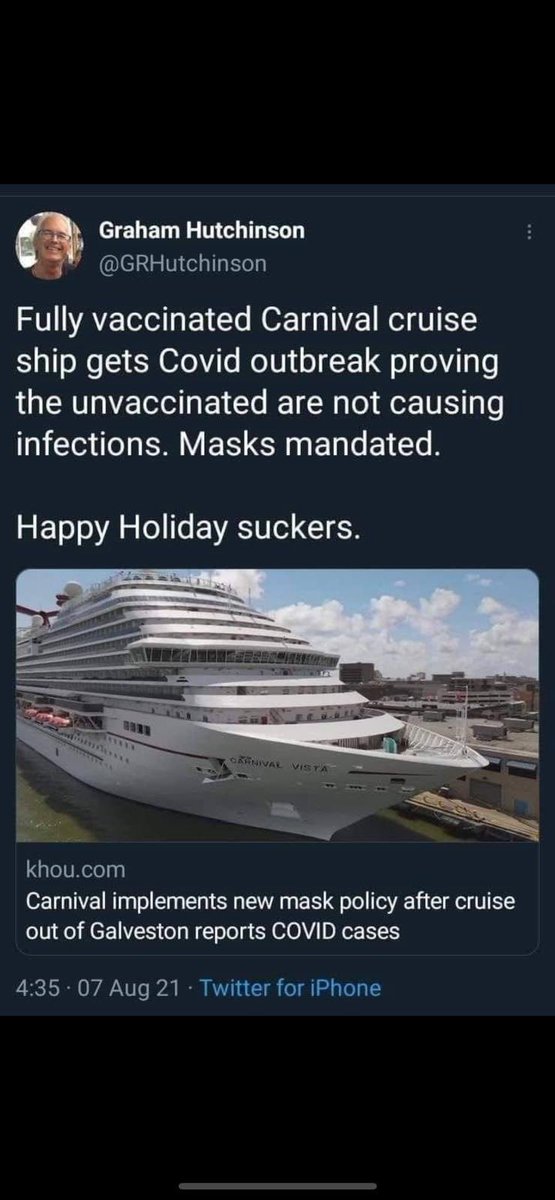 Graham Hutchinson
@GRHutchinson
Fully vaccinated Carnival cruise
ship gets Covid outbreak proving
the unvaccinated are not causing
infections. Masks mandated.
Happy Holiday suckers.
CARNIVAL VISTA
khou.com
Carnival implements new mask policy after cruise
out of Galveston reports COVID cases
4:35 · 07 Aug 21 · Twitter for iPhone